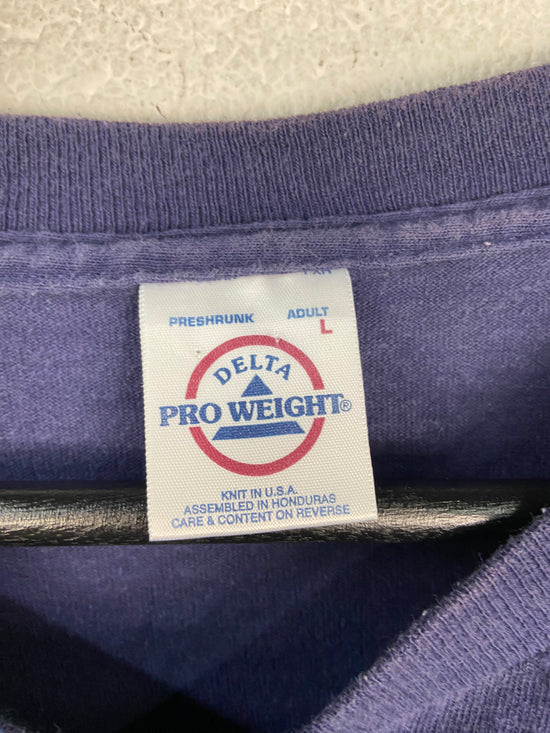 PRESHRUNK ADULT
L
DELTA
PRO WEIGHT®
KNIT IN U.S.A.
ASSEMBLED IN HONDURAS
CARE & CONTENT ON REVERSE